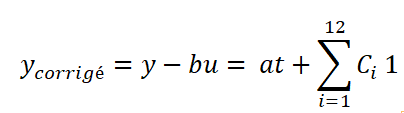 y_corrigé = y − bu = at + ∑_{i=1}^{12} C_i 1